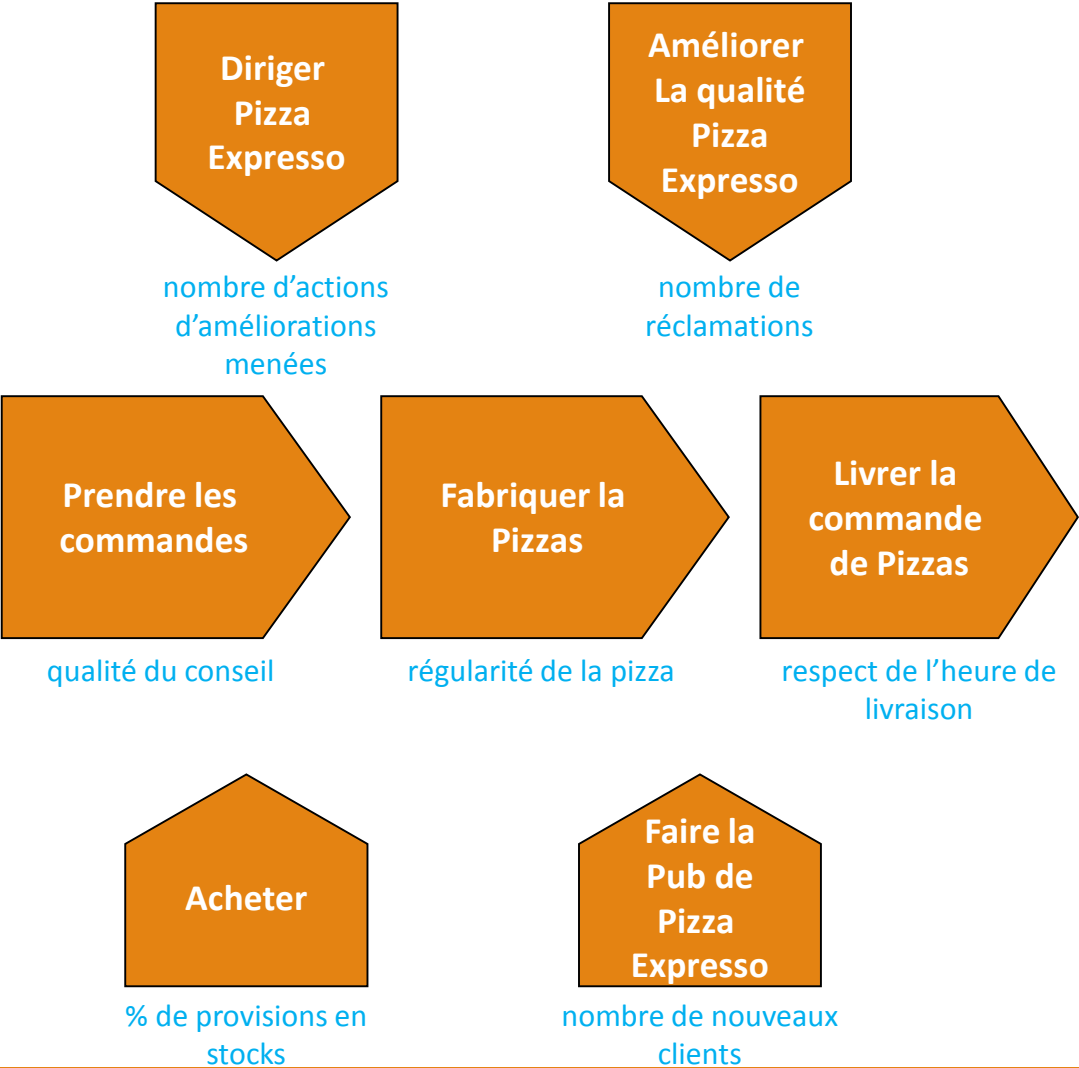 Diriger
Pizza
Expresso
Améliorer
La qualité
Pizza
Expresso
nombre d’actions
d’améliorations
menées
nombre de
réclamations
Prendre les
commandes
Fabriquer la
Pizzas
Livrer la
commande
de Pizzas
qualité du conseil
régularité de la pizza
respect de l’heure de
livraison
Acheter
Faire la
Pub de
Pizza
Expresso
% de provisions en
stocks
nombre de nouveaux
clients